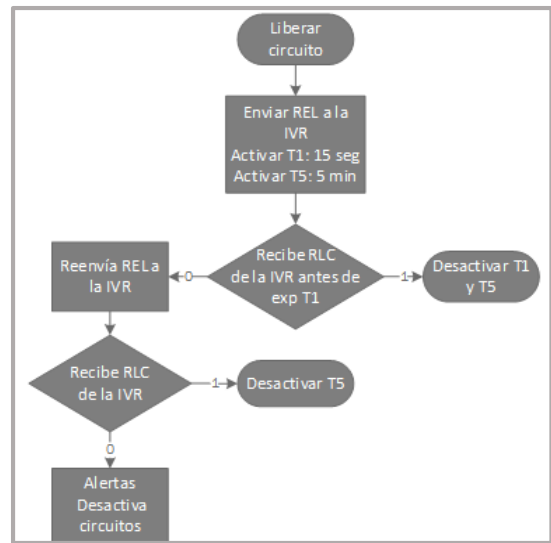 Liberar
circuito
Enviar REL a la
IVR
Activar T1: 15 seg
Activar T5: 5 min
Recibe RLC
de la IVR antes de
exp T1
0
1
Reenvía REL a
la IVR
Desactivar T1
y T5
Recibe RLC
de la IVR
1
Desactivar T5
0
Alertas
Desactiva
circuitos